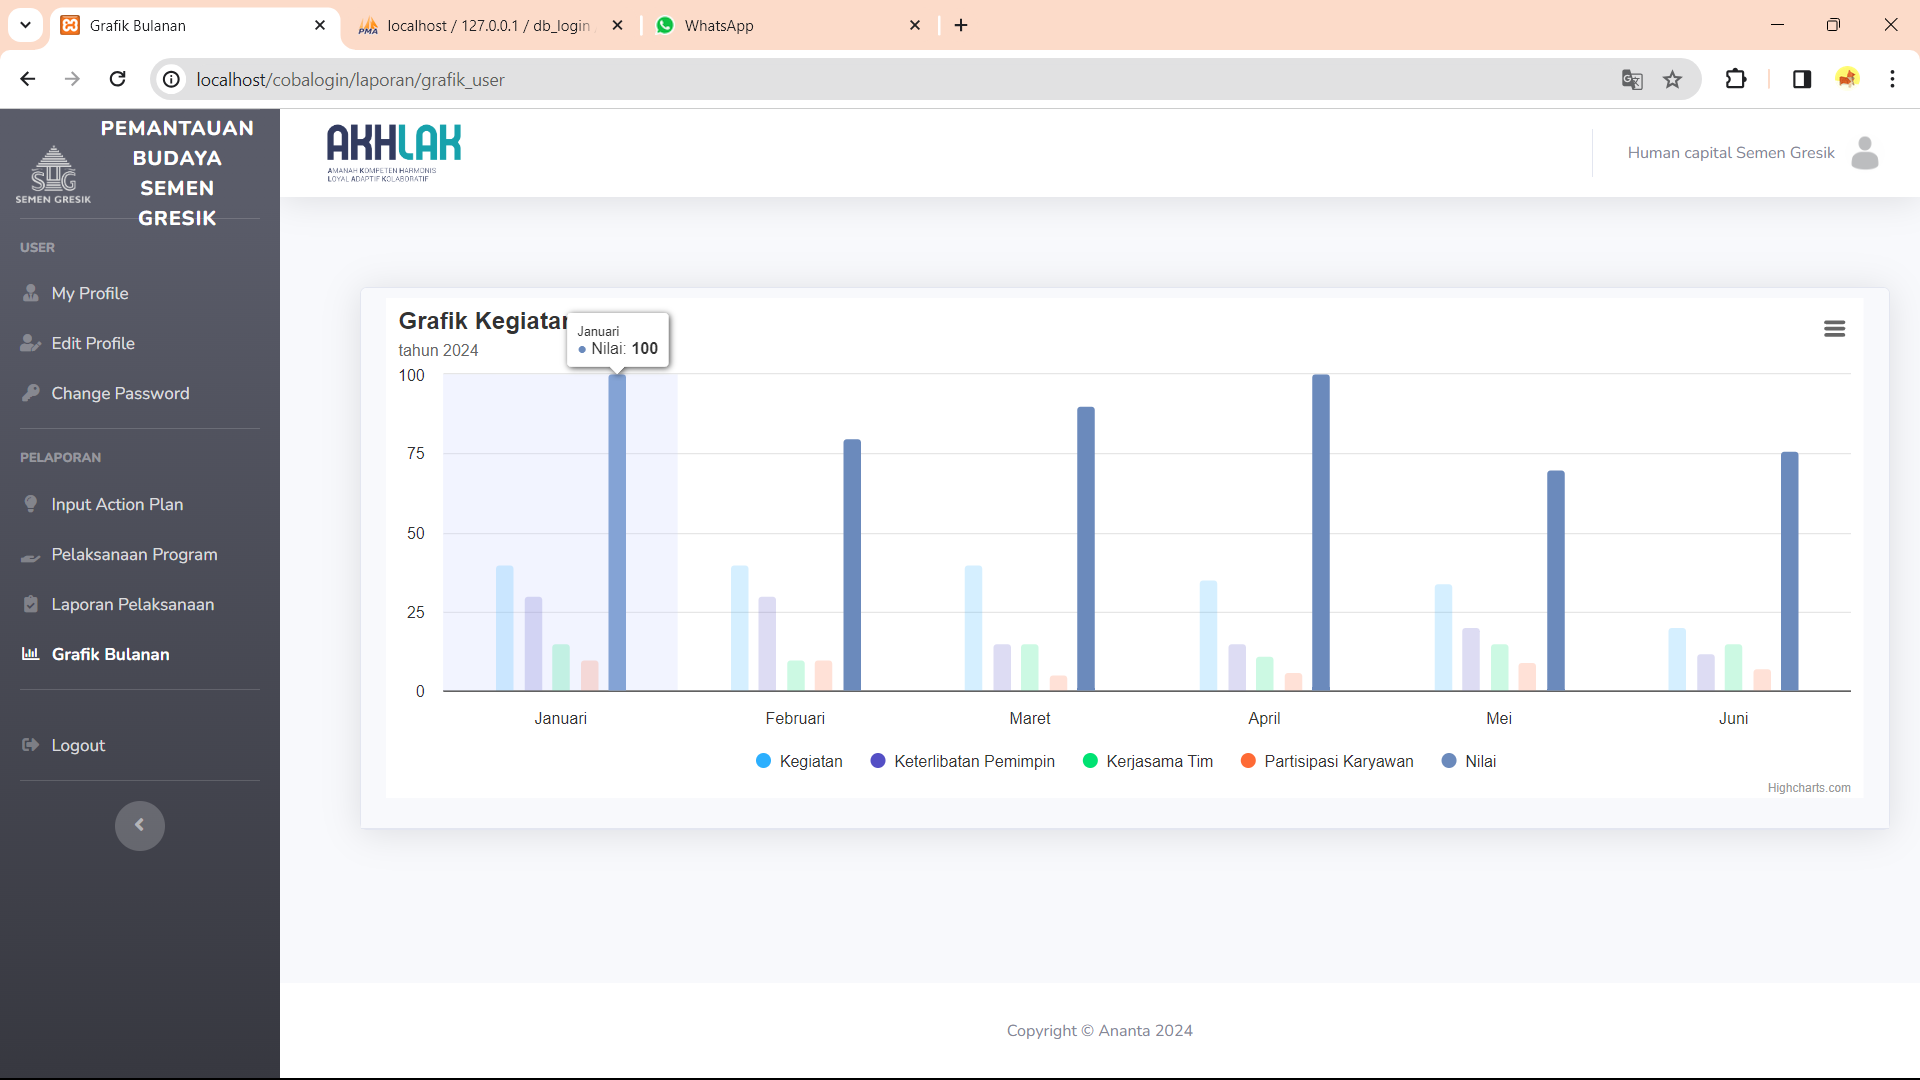 Grafik Bulanan
localhost / 127.0.0.1 / db_login
WhatsApp
localhost/cobalogin/laporan/grafik_user
PEMANTAUAN
BUDAYA
SEMEN
GRESIK
SEMEN GRESIK
USER
My Profile
Edit Profile
Change Password
PELAPORAN
Input Action Plan
Pelaksanaan Program
Laporan Pelaksanaan
Grafik Bulanan
Logout
AKHLAK
AMANAH KOMPETEN HARMONIS
LOYAL ADAPTIF KOLABORATIF
Human capital Semen Gresik
Grafik Kegiatan
tahun 2024
Januari
Nilai: 100
100
75
50
25
0
Januari Februari Maret April Mei Juni
Kegiatan Keterlibatan Pemimpin Kerjasama Tim Partisipasi Karyawan Nilai
Highcharts.com
Copyright © Ananta 2024